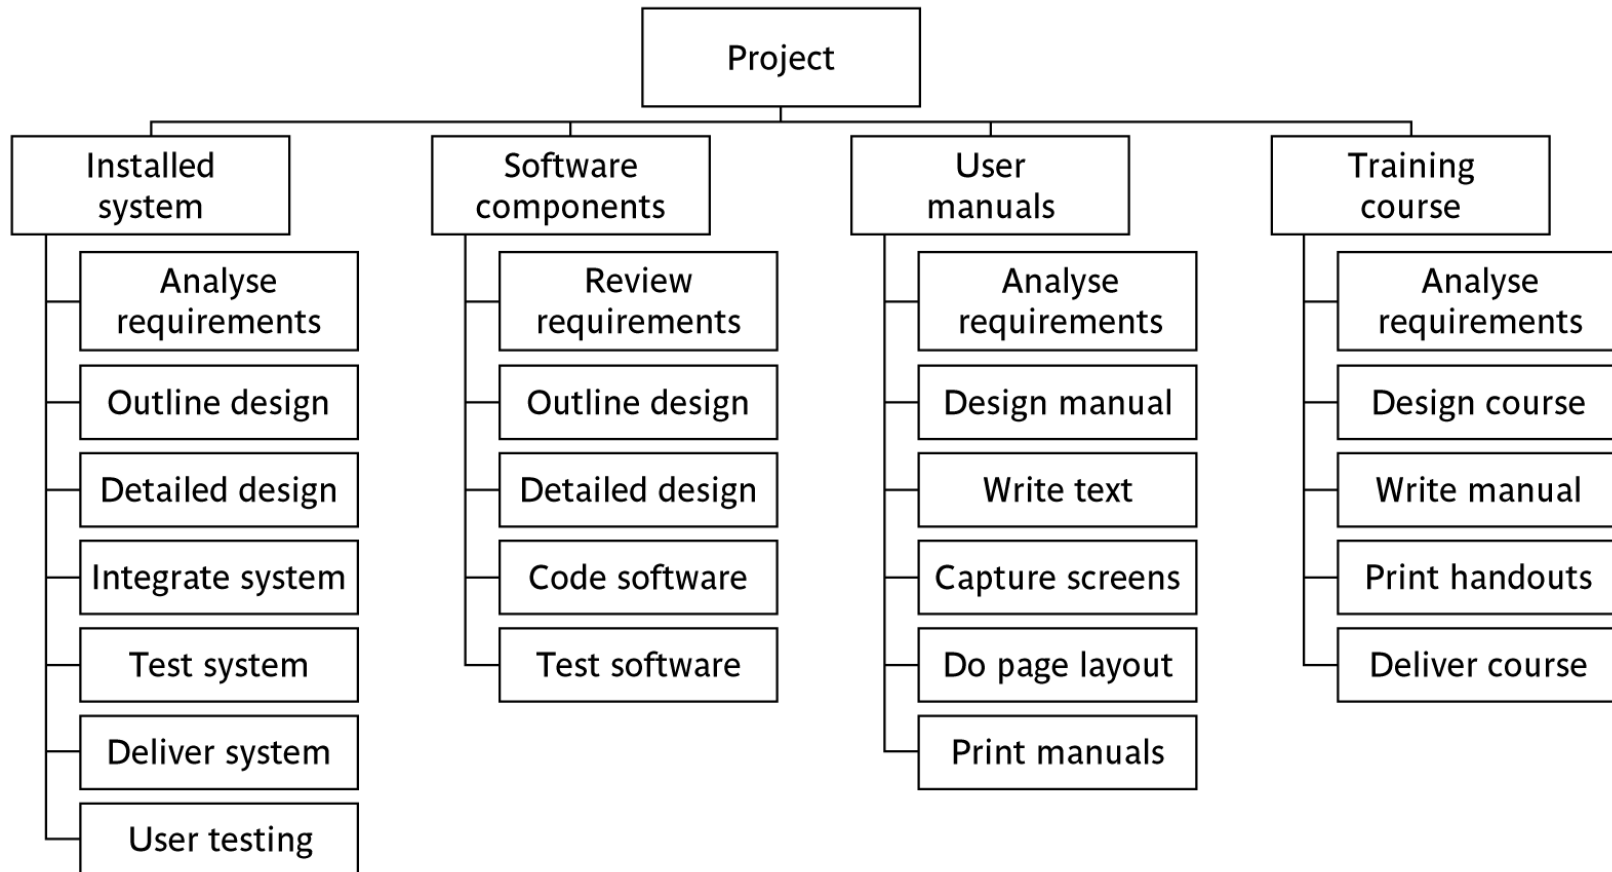 Project
Installed
system
Analyse
requirements
Outline design
Detailed design
Integrate system
Test system
Deliver system
User testing
Software
components
Review
requirements
Outline design
Detailed design
Code software
Test software
User
manuals
Analyse
requirements
Design manual
Write text
Capture screens
Do page layout
Print manuals
Training
course
Analyse
requirements
Design course
Write manual
Print handouts
Deliver course